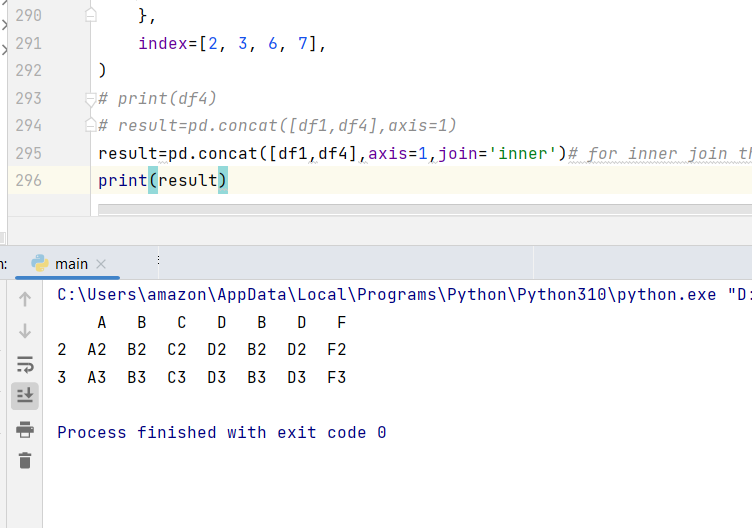 290 },
291 index=[2, 3, 6, 7],
292 )
293 # print(df4)
294 # result=pd.concat([df1,df4],axis=1)
295 result=pd.concat([df1,df4],axis=1,join='inner')# for inner join th
296 print(result)
n: main
C:\Users\amazon\AppData\Local\Programs\Python\Python310\python.exe "D:
A B C D B D F
2 A2 B2 C2 D2 B2 D2 F2
3 A3 B3 C3 D3 B3 D3 F3
Process finished with exit code 0